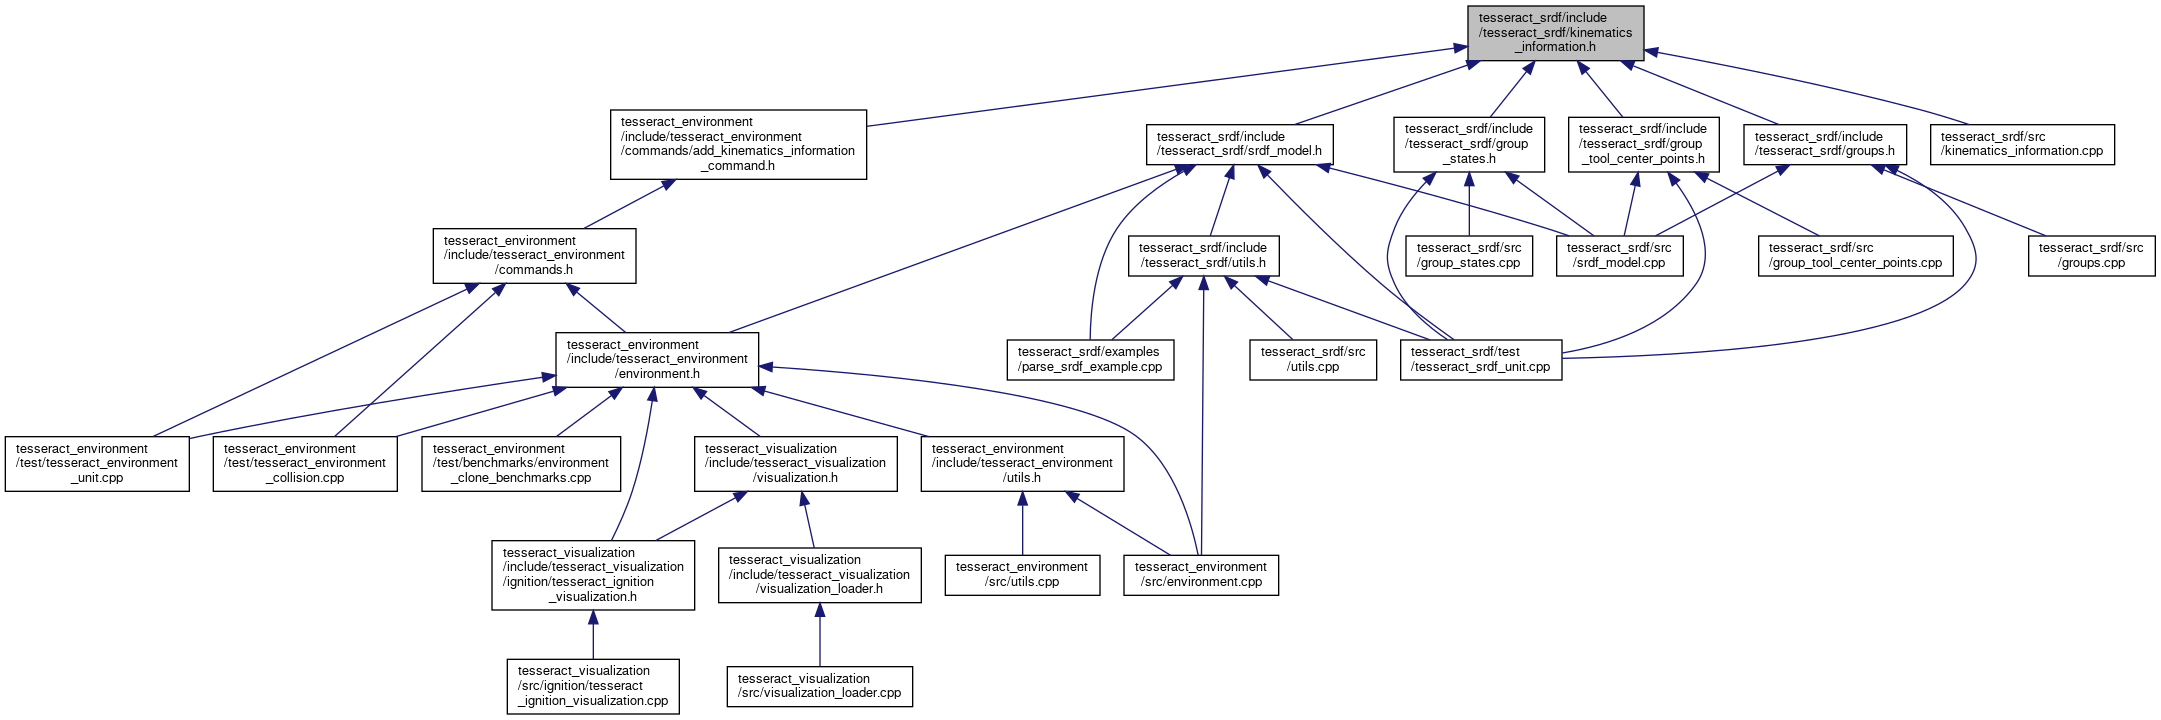 tesseract_srdf/include
/tesseract_srdf/kinematics
_information.h
tesseract_environment
/include/tesseract_environment
/commands/add_kinematics_information
_command.h
tesseract_srdf/include
/tesseract_srdf/srdf_model.h
tesseract_srdf/include
/tesseract_srdf/group
_states.h
tesseract_srdf/include
/tesseract_srdf/group
_tool_center_points.h
tesseract_srdf/include
/tesseract_srdf/groups.h
tesseract_srdf/src
/kinematics_information.cpp
tesseract_environment
/include/tesseract_environment
/commands.h
tesseract_srdf/include
/tesseract_srdf/utils.h
tesseract_srdf/src
/group_states.cpp
tesseract_srdf/src
/srdf_model.cpp
tesseract_srdf/src
/group_tool_center_points.cpp
tesseract_srdf/src
/groups.cpp
tesseract_environment
/include/tesseract_environment
/environment.h
tesseract_srdf/examples
/parse_srdf_example.cpp
tesseract_srdf/src
/utils.cpp
tesseract_srdf/test
/tesseract_srdf_unit.cpp
tesseract_environment
/test/tesseract_environment
_unit.cpp
tesseract_environment
/test/tesseract_environment
_collision.cpp
tesseract_environment
/test/benchmarks/environment
_clone_benchmarks.cpp
tesseract_visualization
/include/tesseract_visualization
/visualization.h
tesseract_environment
/include/tesseract_environment
/utils.h
tesseract_visualization
/include/tesseract_visualization
/ignition/tesseract_ignition
_visualization.h
tesseract_visualization
/include/tesseract_visualization
/visualization_loader.h
tesseract_environment
/src/utils.cpp
tesseract_environment
/src/environment.cpp
tesseract_visualization
/src/ignition/tesseract
_ignition_visualization.cpp
tesseract_visualization
/src/visualization_loader.cpp